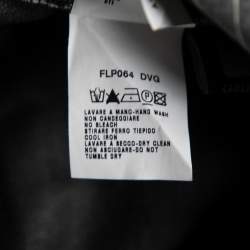 FLP064 DVQ
LAVARE A MANO-HAND WASH
NON CANDEGGIARE
NO BLEACH
STIRARE FERRO TIEPIDO
COOL IRON
LAVARE A SECCO-DRY CLEAN
NON ASCIUGARE-DO NOT
TUMBLE DRY